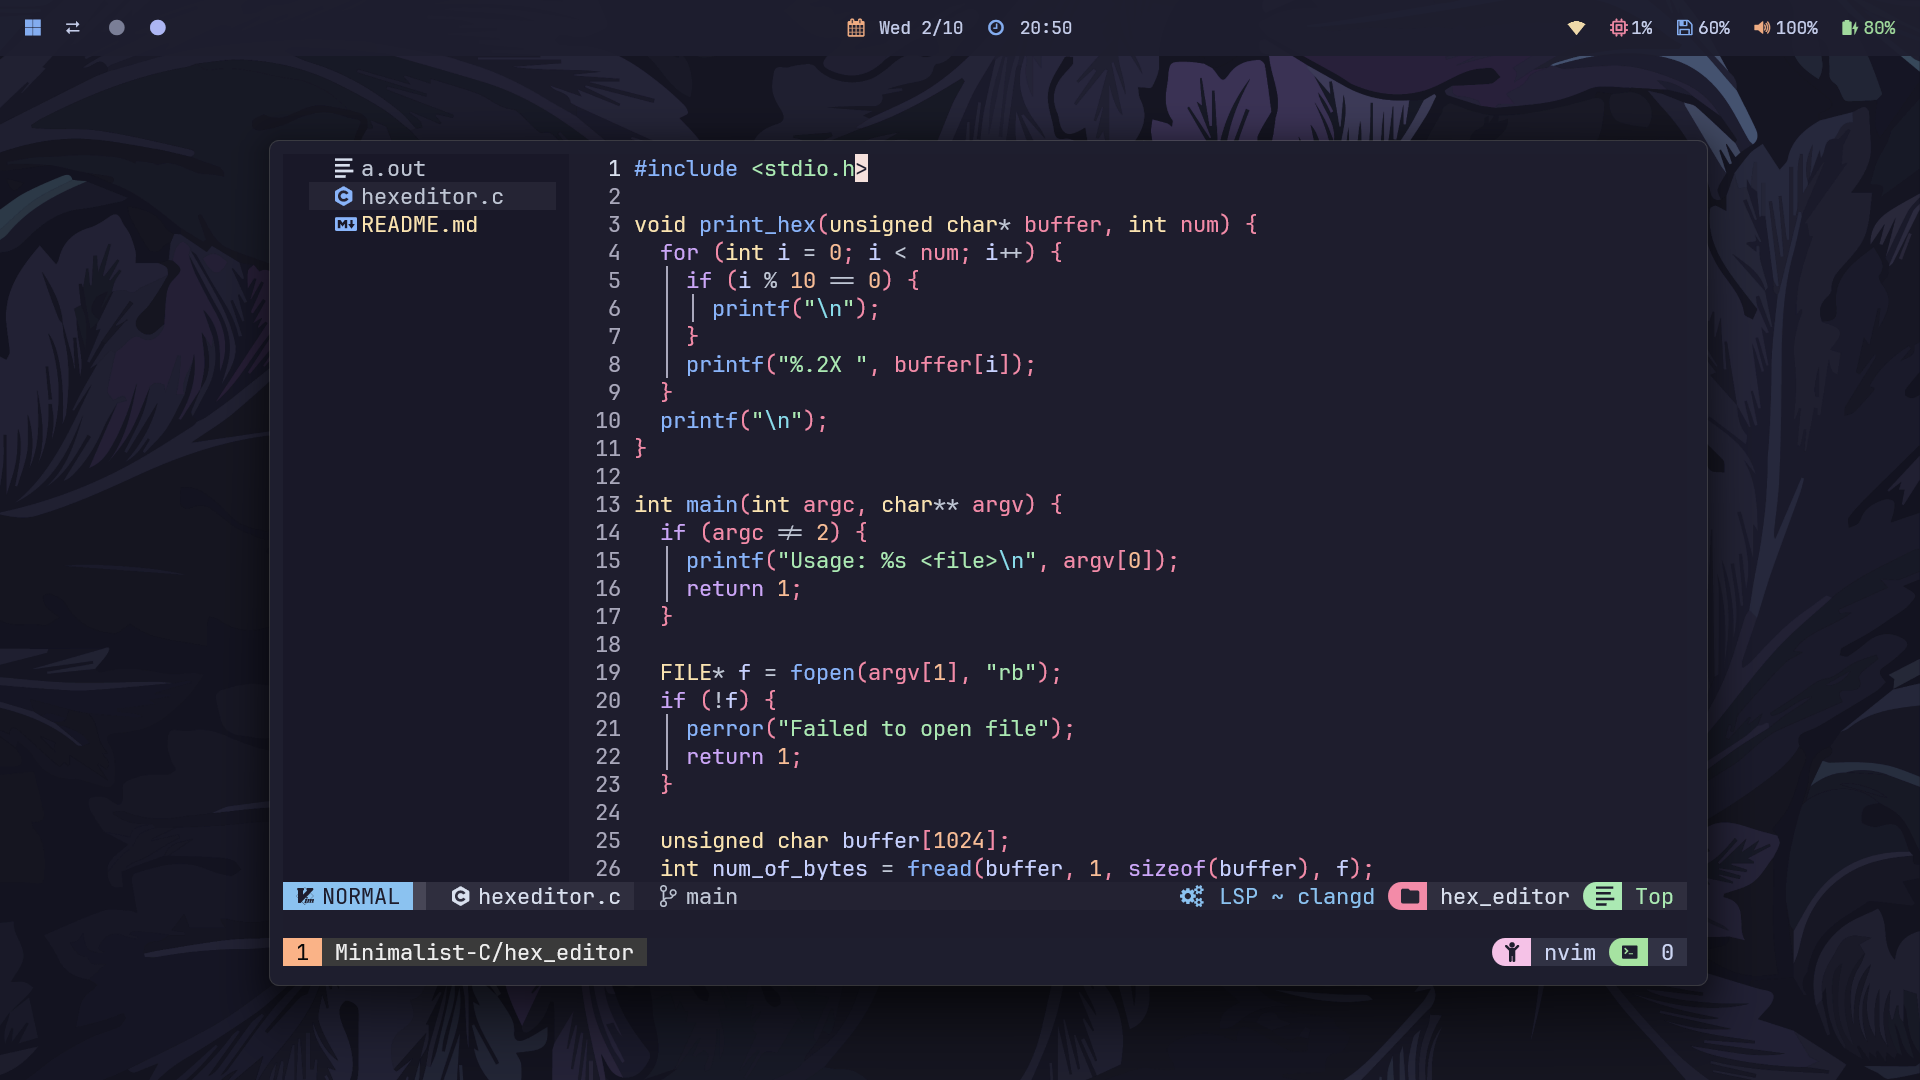 Wed 2/10 20:50 1% 60% 100% 80%
a.out
hexeditor.c
README.md
1 #include <stdio.h>
2
3 void print_hex(unsigned char* buffer, int num) {
4   for (int i = 0; i < num; i++) {
5     if (i % 10 == 0) {
6       printf("\n");
7     }
8     printf("%.2X ", buffer[i]);
9   }
10   printf("\n");
11 }
12
13 int main(int argc, char** argv) {
14   if (argc != 2) {
15     printf("Usage: %s <file>\n", argv[0]);
16     return 1;
17   }
18
19   FILE* f = fopen(argv[1], "rb");
20   if (!f) {
21     perror("Failed to open file");
22     return 1;
23   }
24
25   unsigned char buffer[1024];
26   int num_of_bytes = fread(buffer, 1, sizeof(buffer), f);
NORMAL hexeditor.c main LSP ~ clangd hex_editor Top
1 Minimalist-C/hex_editor nvim 0